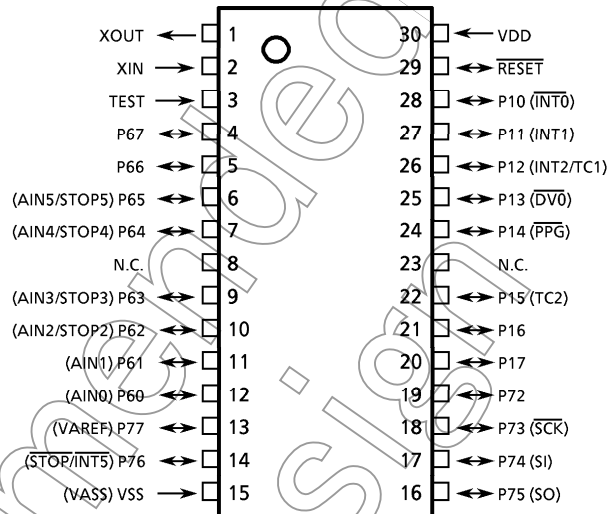 XOUT 1 30 VDD
XIN 2 29 RESET
TEST 3 28 P10 (INT0)
P67 4 27 P11 (INT1)
P66 5 26 P12 (INT2/TC1)
(AIN5/STOP5) P65 6 25 P13 (DV0)
(AIN4/STOP4) P64 7 24 P14 (PPG)
N.C. 8 23 N.C.
(AIN3/STOP3) P63 9 22 P15 (TC2)
(AIN2/STOP2) P62 10 21 P16
(AIN1) P61 11 20 P17
(AIN0) P60 12 19 P72
(VAREF) P77 13 18 P73 (SCK)
(STOP/INT5) P76 14 17 P74 (SI)
(VASS) VSS 15 16 P75 (SO)
mmended
sign